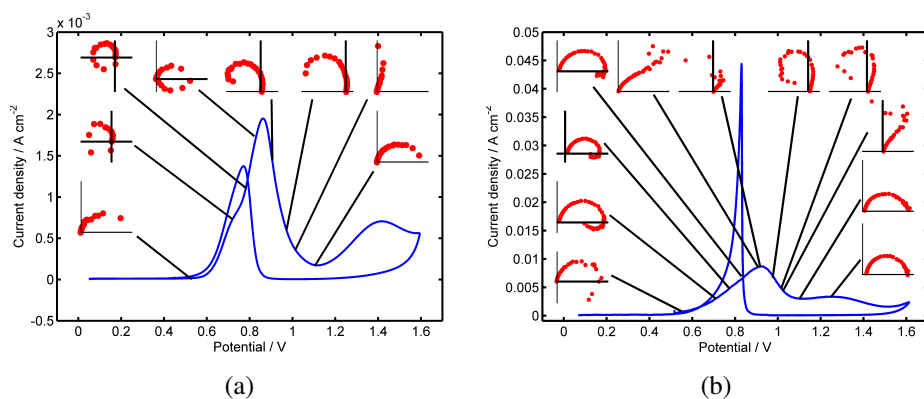 x 10⁻³
3
2.5
2
1.5
1
0.5
0
-0.5
Current density / A cm⁻²
0 0.2 0.4 0.6 0.8 1 1.2 1.4 1.6
Potential / V
(a)
0.05
0.045
0.04
0.035
0.03
0.025
0.02
0.015
0.01
0.005
0
Current density / A cm⁻²
0 0.2 0.4 0.6 0.8 1 1.2 1.4 1.6
Potential / V
(b)